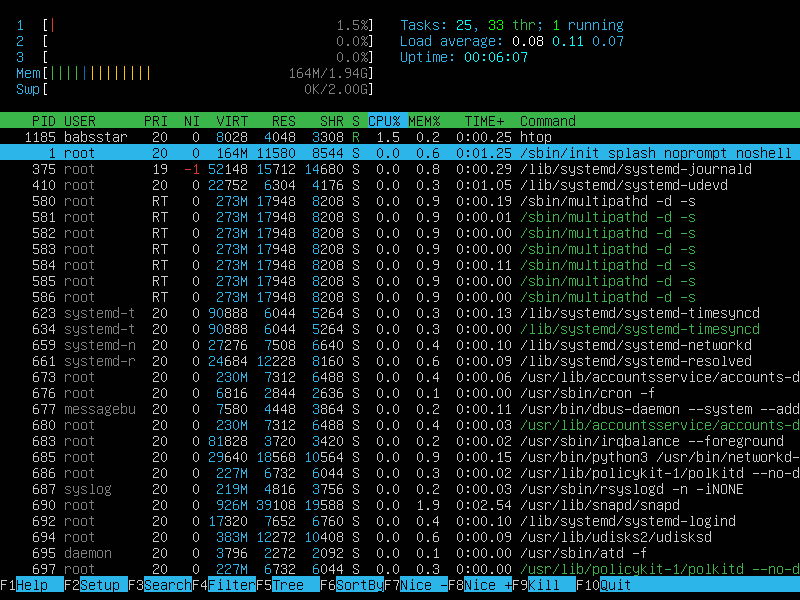 1 [| 1.5%] Tasks: 25, 33 thr; 1 running
2 [ 0.0%] Load average: 0.08 0.11 0.07
3 [ 0.0%] Uptime: 00:06:07
Mem[||||||||||||| 164M/1.94G]
Swp[ 0K/2.00G]
PID USER PRI NI VIRT RES SHR S CPU% MEM% TIME+ Command
1185 babsstar 20 0 8028 4048 3308 R 1.5 0.2 0:00.25 htop
1 root 20 0 164M 11580 8544 S 0.0 0.6 0:01.25 /sbin/init splash noprompt noshell
375 root 19 -1 52148 15712 14680 S 0.0 0.8 0:00.29 /lib/systemd/systemd-journald
410 root 20 0 22752 6304 4176 S 0.0 0.3 0:01.05 /lib/systemd/systemd-udevd
580 root RT 0 273M 17948 8208 S 0.0 0.9 0:00.19 /sbin/multipathd -d -s
581 root RT 0 273M 17948 8208 S 0.0 0.9 0:00.01 /sbin/multipathd -d -s
582 root RT 0 273M 17948 8208 S 0.0 0.9 0:00.00 /sbin/multipathd -d -s
583 root RT 0 273M 17948 8208 S 0.0 0.9 0:00.00 /sbin/multipathd -d -s
584 root RT 0 273M 17948 8208 S 0.0 0.9 0:00.11 /sbin/multipathd -d -s
585 root RT 0 273M 17948 8208 S 0.0 0.9 0:00.00 /sbin/multipathd -d -s
586 root RT 0 273M 17948 8208 S 0.0 0.9 0:00.00 /sbin/multipathd -d -s
623 systemd-t 20 0 90888 6044 5264 S 0.0 0.3 0:00.13 /lib/systemd/systemd-timesyncd
634 systemd-t 20 0 90888 6044 5264 S 0.0 0.3 0:00.00 /lib/systemd/systemd-timesyncd
659 systemd-n 20 0 27276 7508 6640 S 0.0 0.4 0:00.10 /lib/systemd/systemd-networkd
661 systemd-r 20 0 24684 12228 8160 S 0.0 0.6 0:00.09 /lib/systemd/systemd-resolved
673 root 20 0 230M 7312 6488 S 0.0 0.4 0:00.06 /usr/lib/accountsservice/accounts-d
676 root 20 0 6816 2844 2636 S 0.0 0.1 0:00.00 /usr/sbin/cron -f
677 messagebu 20 0 7580 4448 3864 S 0.0 0.2 0:00.11 /usr/bin/dbus-daemon --system --add
680 root 20 0 230M 7312 6488 S 0.0 0.4 0:00.03 /usr/lib/accountsservice/accounts-d
683 root 20 0 81828 3720 3420 S 0.0 0.2 0:00.02 /usr/sbin/irqbalance --foreground
685 root 20 0 29640 18568 10564 S 0.0 0.9 0:00.15 /usr/bin/python3 /usr/bin/networkd-
686 root 20 0 227M 6732 6044 S 0.0 0.3 0:00.02 /usr/lib/policykit-1/polkitd --no-d
687 syslog 20 0 219M 4816 3756 S 0.0 0.2 0:00.03 /usr/sbin/rsyslogd -n -iNONE
690 root 20 0 926M 39108 19588 S 0.0 1.9 0:02.54 /usr/lib/snapd/snapd
692 root 20 0 17320 7652 6760 S 0.0 0.4 0:00.10 /lib/systemd/systemd-logind
694 root 20 0 383M 12272 10408 S 0.0 0.6 0:00.09 /usr/lib/udisks2/udisksd
695 daemon 20 0 3796 2272 2092 S 0.0 0.1 0:00.00 /usr/sbin/atd -f
697 root 20 0 227M 6732 6044 S 0.0 0.3 0:00.00 /usr/lib/policykit-1/polkitd --no-d
F1Help F2Setup F3SearchF4FilterF5Tree F6SortByF7Nice -F8Nice +F9Kill F10Quit